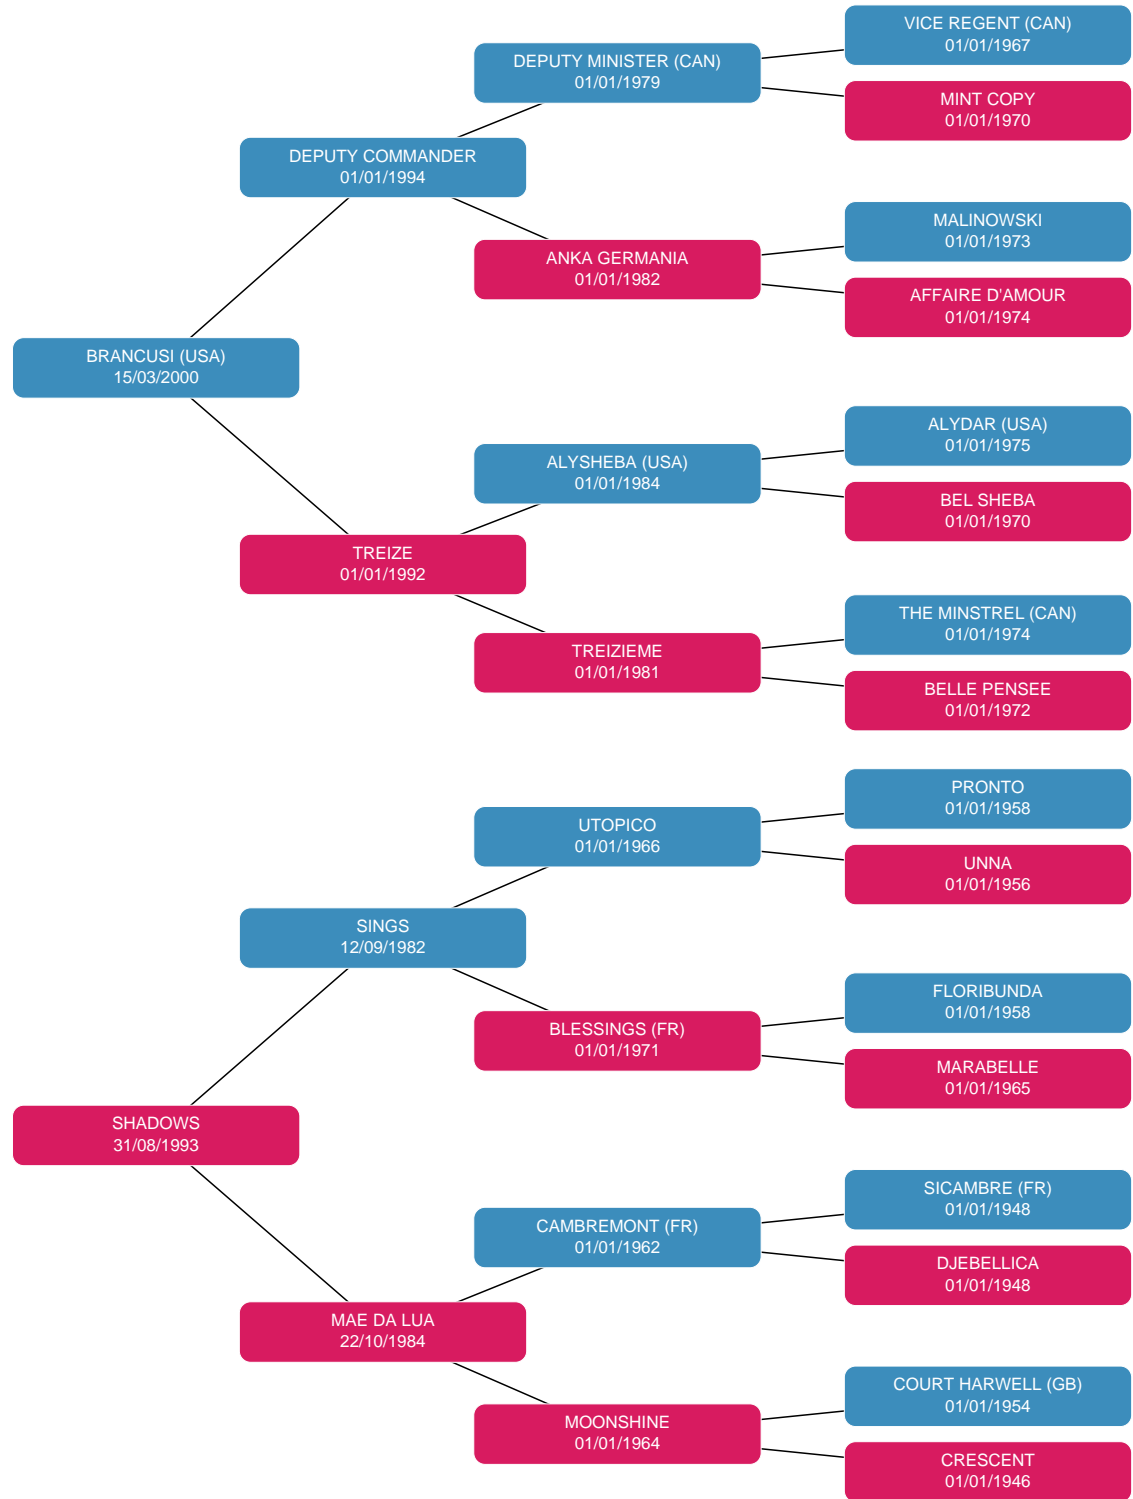 VICE REGENT (CAN)
01/01/1967
DEPUTY MINISTER (CAN)
01/01/1979
MINT COPY
01/01/1970
DEPUTY COMMANDER
01/01/1994
MALINOWSKI
01/01/1973
ANKA GERMANIA
01/01/1982
AFFAIRE D'AMOUR
01/01/1974
BRANCUSI (USA)
15/03/2000
ALYDAR (USA)
01/01/1975
ALYSHEBA (USA)
01/01/1984
BEL SHEBA
01/01/1970
TREIZE
01/01/1992
THE MINSTREL (CAN)
01/01/1974
TREIZIEME
01/01/1981
BELLE PENSEE
01/01/1972
PRONTO
01/01/1958
UTOPICO
01/01/1966
UNNA
01/01/1956
SINGS
12/09/1982
FLORIBUNDA
01/01/1958
BLESSINGS (FR)
01/01/1971
MARABELLE
01/01/1965
SHADOWS
31/08/1993
SICAMBRE (FR)
01/01/1948
CAMBREMONT (FR)
01/01/1962
DJEBELLICA
01/01/1948
MAE DA LUA
22/10/1984
COURT HARWELL (GB)
01/01/1954
MOONSHINE
01/01/1964
CRESCENT
01/01/1946